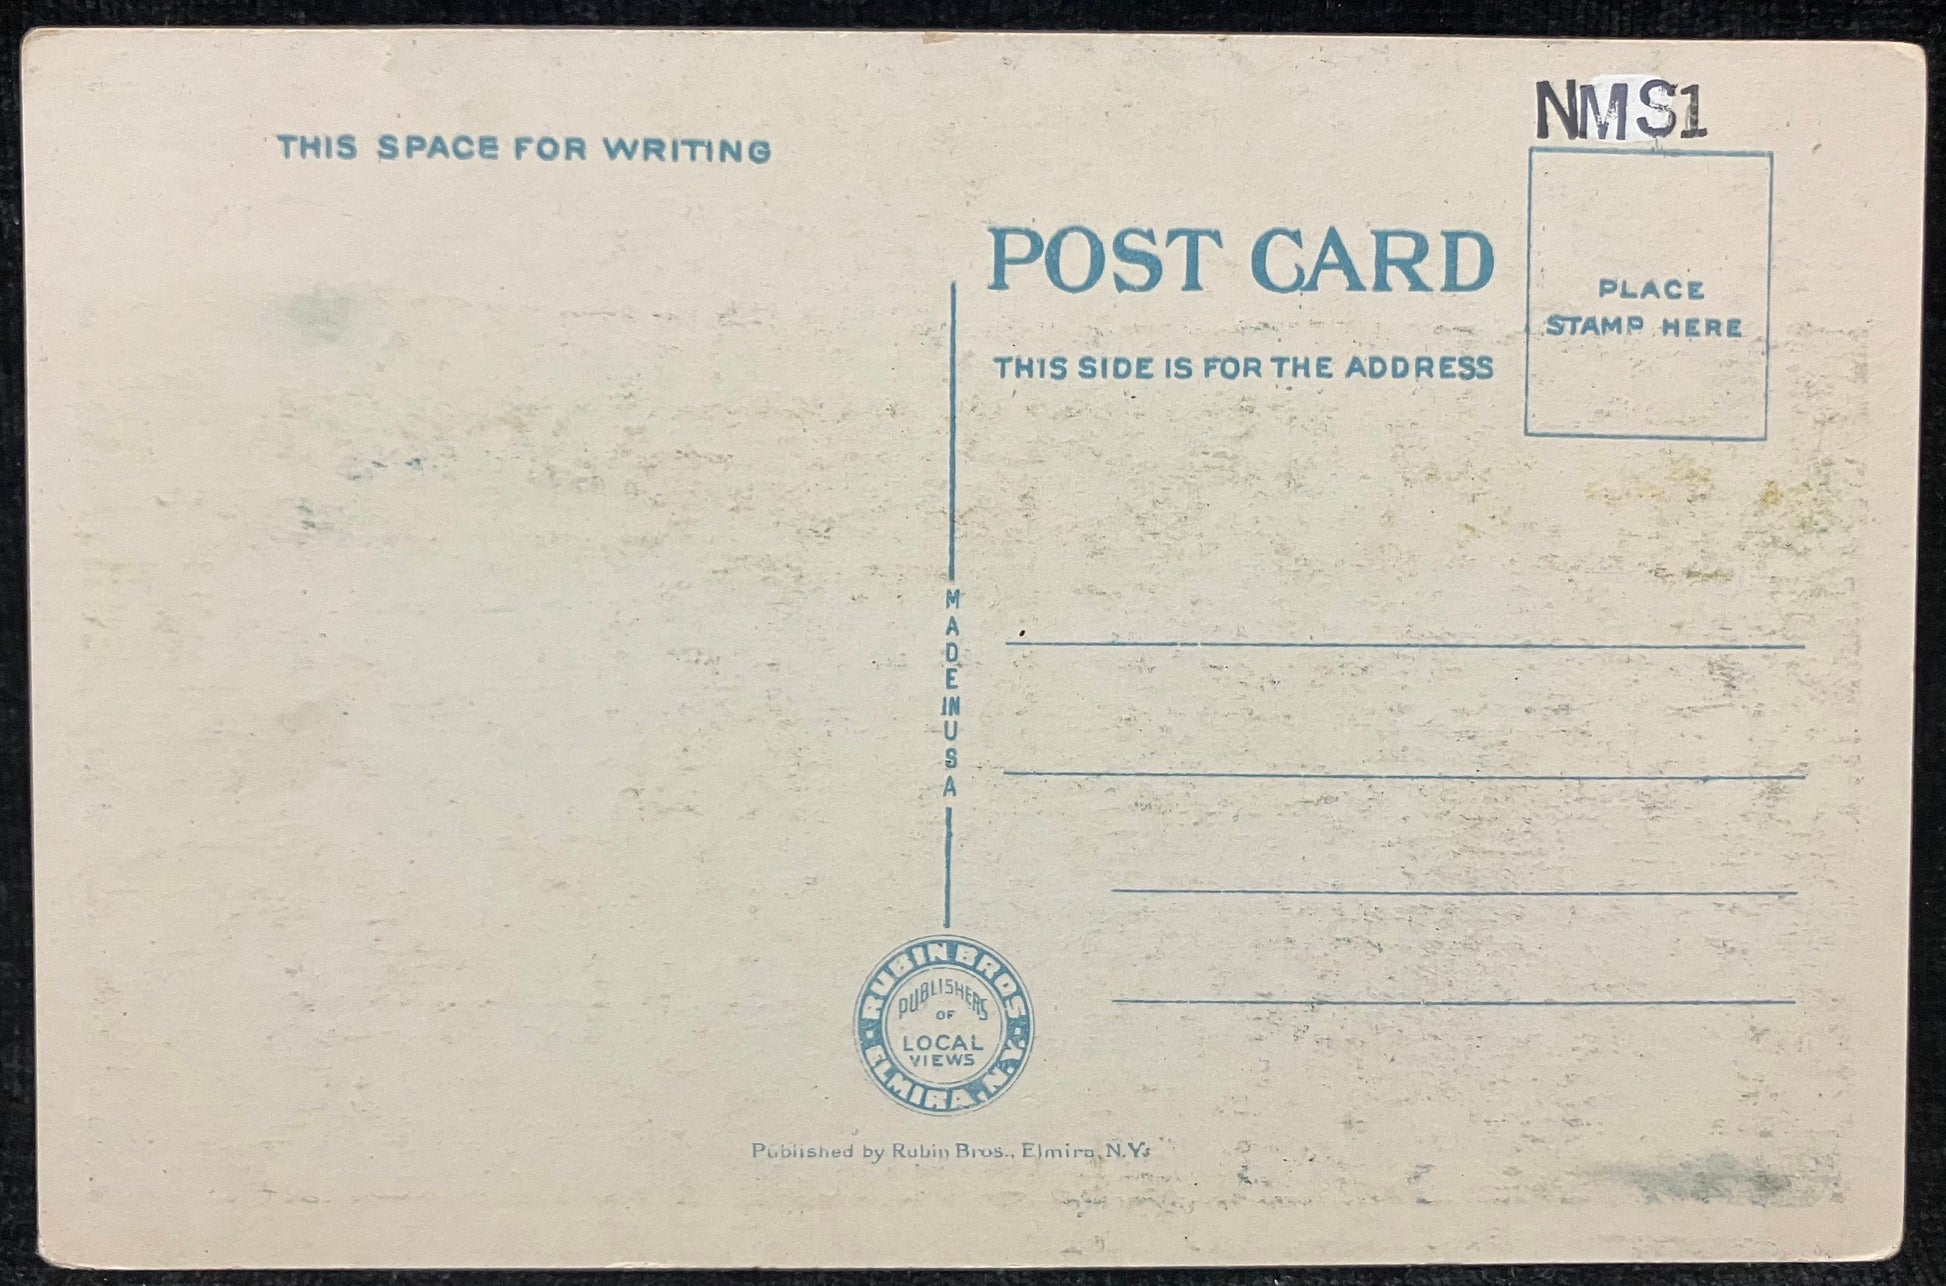 THIS SPACE FOR WRITING
NMS1
POST CARD
THIS SIDE IS FOR THE ADDRESS
PLACE
STAMP HERE
MADE IN USA
RUBIN BROS.
PUBLISHERS
OF
LOCAL
VIEWS
ELMIRA, N.Y.
Published by Rubin Bros., Elmira, N.Y.